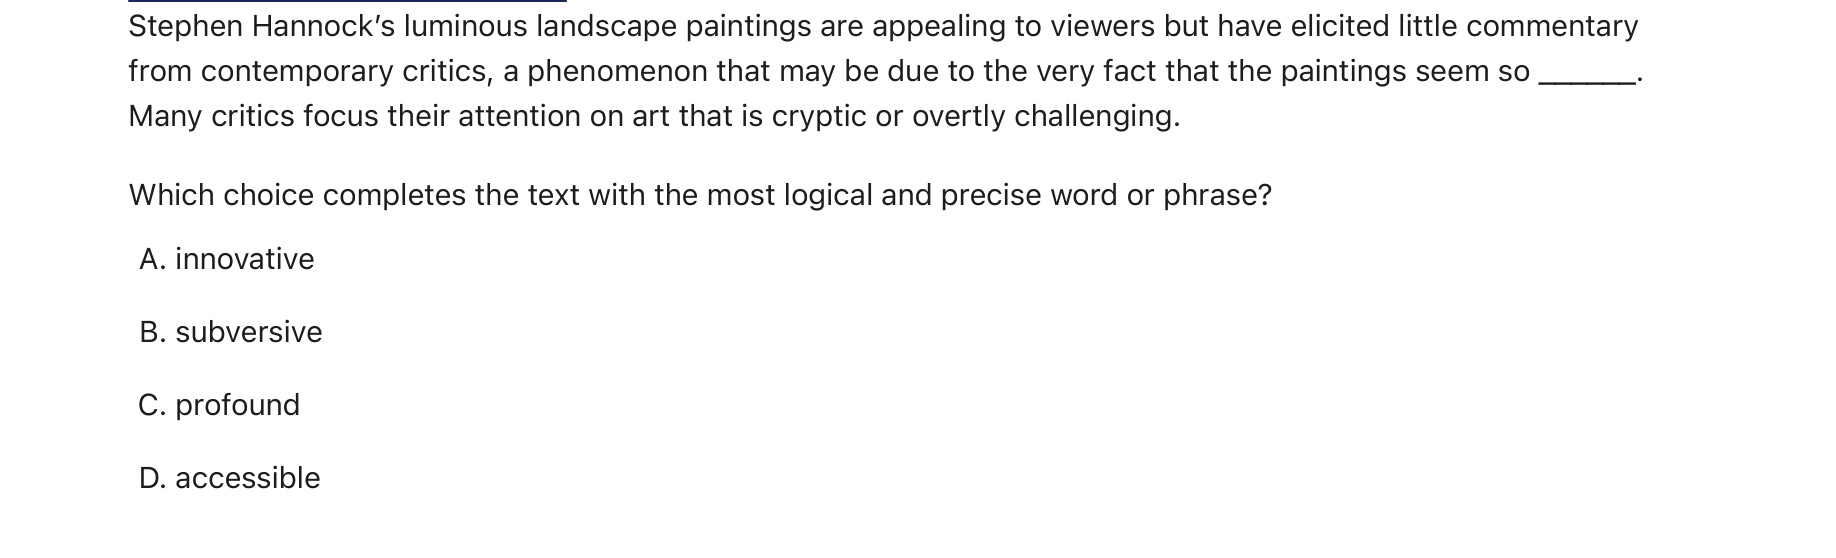 Stephen Hannock’s luminous landscape paintings are appealing to viewers but have elicited little commentary
from contemporary critics, a phenomenon that may be due to the very fact that the paintings seem so ______.
Many critics focus their attention on art that is cryptic or overtly challenging.
Which choice completes the text with the most logical and precise word or phrase?
A. innovative
B. subversive
C. profound
D. accessible